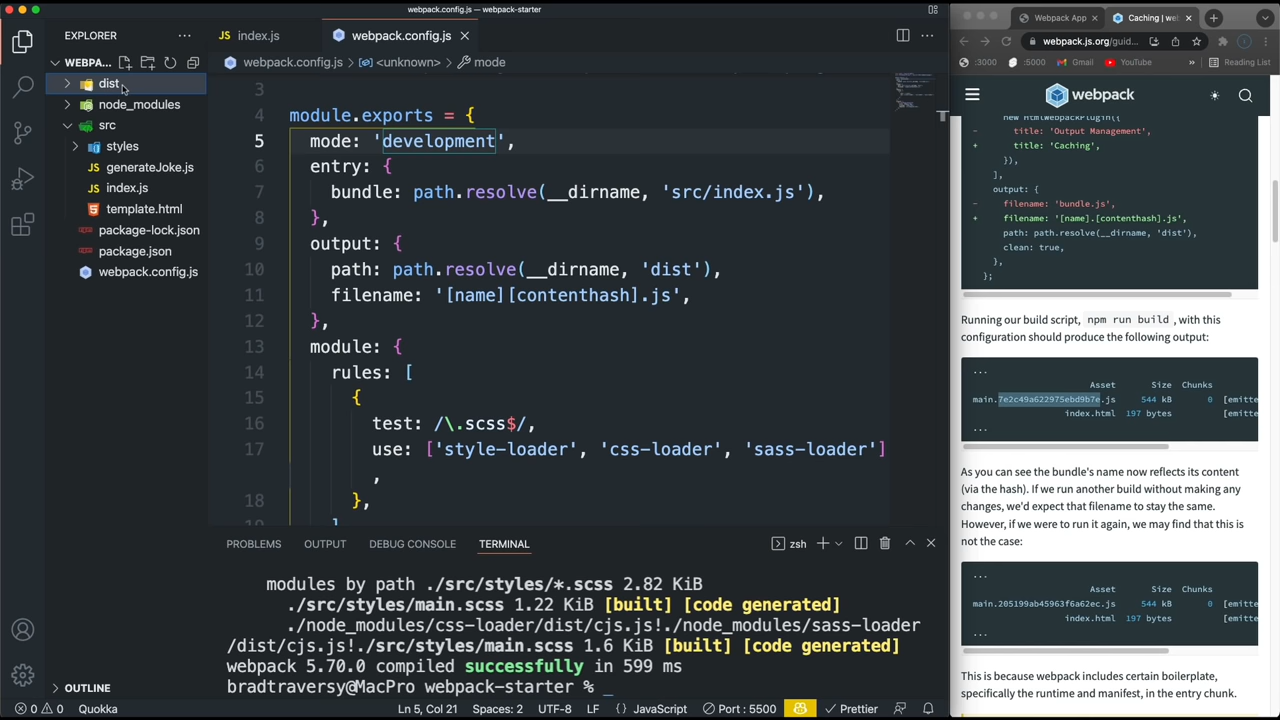 webpack.config.js — webpack-starter
EXPLORER
WEBPA...
dist
node_modules
src
styles
generateJoke.js
index.js
template.html
package-lock.json
package.json
webpack.config.js
OUTLINE
index.js
webpack.config.js
webpack.config.js > <unknown> > mode
3
4 module.exports = {
5 mode: 'development',
6 entry: {
7 bundle: path.resolve(__dirname, 'src/index.js'),
8 },
9 output: {
10 path: path.resolve(__dirname, 'dist'),
11 filename: '[name][contenthash].js',
12 },
13 module: {
14 rules: [
15 {
16 test: /\.scss$/,
17 use: ['style-loader', 'css-loader', 'sass-loader']
,
18 },
19 ]
PROBLEMS OUTPUT DEBUG CONSOLE TERMINAL
zsh
modules by path ./src/styles/*.scss 2.82 KiB
./src/styles/main.scss 1.22 KiB [built] [code generated]
./node_modules/css-loader/dist/cjs.js!./node_modules/sass-loader
/dist/cjs.js!./src/styles/main.scss 1.6 KiB [built] [code generated]
webpack 5.70.0 compiled successfully in 599 ms
bradtraversy@MacPro webpack-starter %
0 0 Quokka Ln 5, Col 21 Spaces: 2 UTF-8 LF {} JavaScript Port : 5500 Prettier
Webpack App
Caching | we
webpack.js.org/guid...
:3000 :5000 Gmail YouTube » Reading List
webpack
new HtmlWebpackPlugin({
- title: 'Output Management',
+ title: 'Caching',
}),
],
output: {
- filename: 'bundle.js',
+ filename: '[name].[contenthash].js',
path: path.resolve(__dirname, 'dist'),
clean: true,
},
};
Running our build script, npm run build , with this
configuration should produce the following output:
...
Asset Size Chunks
main.7e2c49a622975ebd9b7e.js 544 kB 0 [emitte
index.html 197 bytes [emitte
...
As you can see the bundle's name now reflects its content
(via the hash). If we run another build without making any
changes, we'd expect that filename to stay the same.
However, if we were to run it again, we may find that this is
not the case:
...
Asset Size Chunks
main.205199ab45963f6a62ec.js 544 kB 0 [emitte
index.html 197 bytes [emitte
...
This is because webpack includes certain boilerplate,
specifically the runtime and manifest, in the entry chunk.